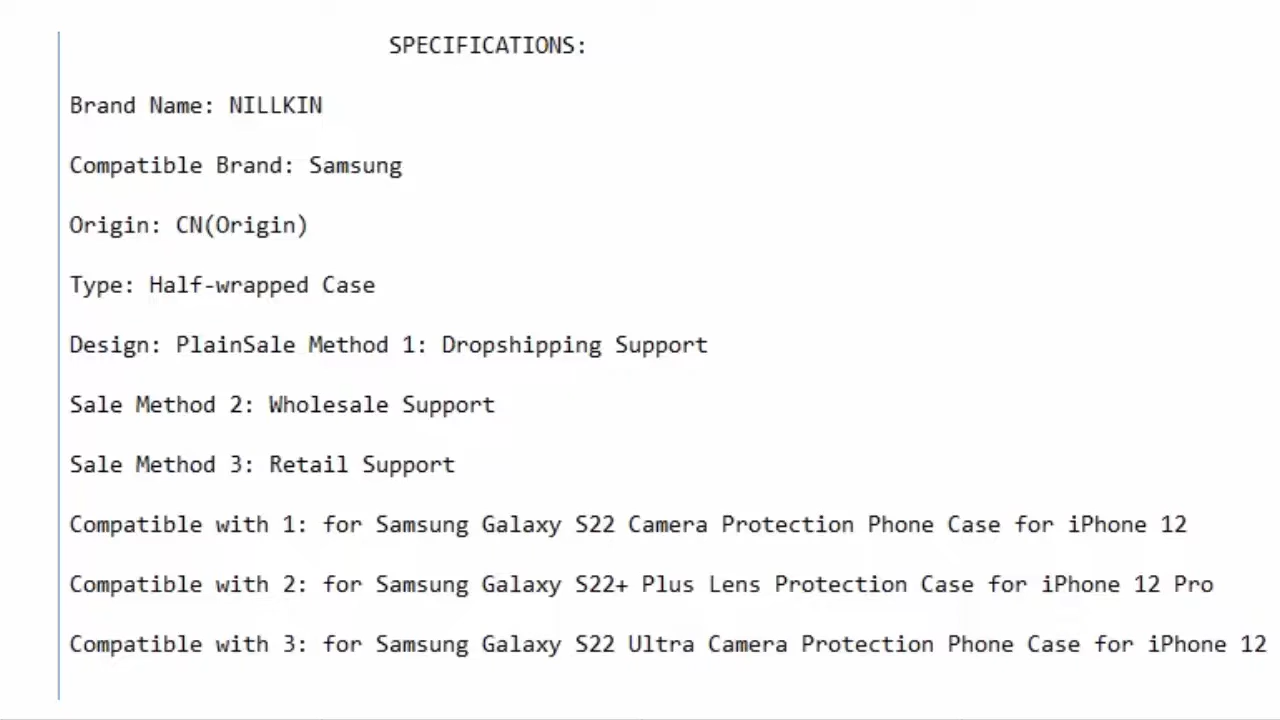 SPECIFICATIONS:
Brand Name: NILLKIN
Compatible Brand: Samsung
Origin: CN(Origin)
Type: Half-wrapped Case
Design: PlainSale Method 1: Dropshipping Support
Sale Method 2: Wholesale Support
Sale Method 3: Retail Support
Compatible with 1: for Samsung Galaxy S22 Camera Protection Phone Case for iPhone 12
Compatible with 2: for Samsung Galaxy S22+ Plus Lens Protection Case for iPhone 12 Pro
Compatible with 3: for Samsung Galaxy S22 Ultra Camera Protection Phone Case for iPhone 12